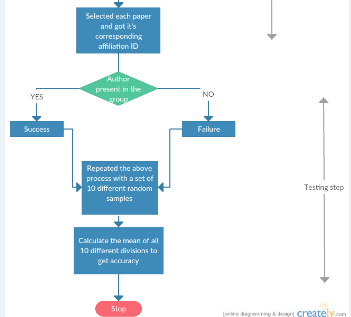 Selected each paper
and got it's
corresponding
affiliation ID
Author
present in the
group
YES
NO
Success
Failure
Repeated the above
process with a set of
10 different random
samples
Testing step
Calculate the mean of all
10 different divisions to
get accuracy
Stop
[online diagramming & design] creately.com